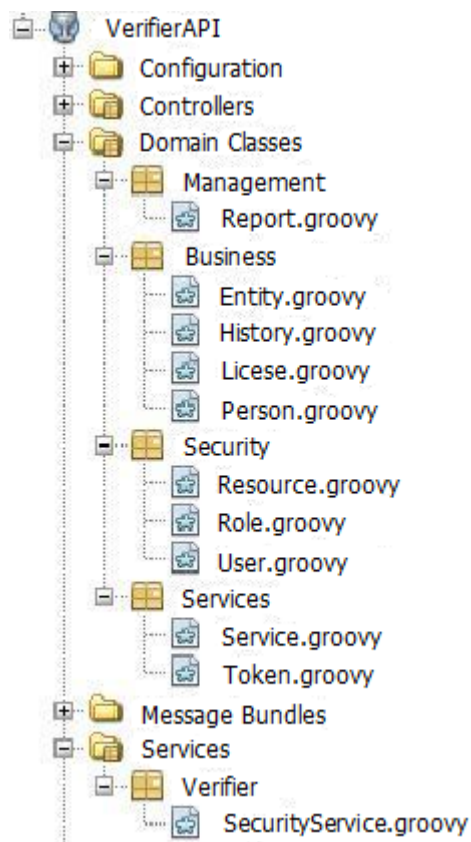 VerifierAPI
Configuration
Controllers
Domain Classes
Management
Report.groovy
Business
Entity.groovy
History.groovy
Licese.groovy
Person.groovy
Security
Resource.groovy
Role.groovy
User.groovy
Services
Service.groovy
Token.groovy
Message Bundles
Services
Verifier
SecurityService.groovy